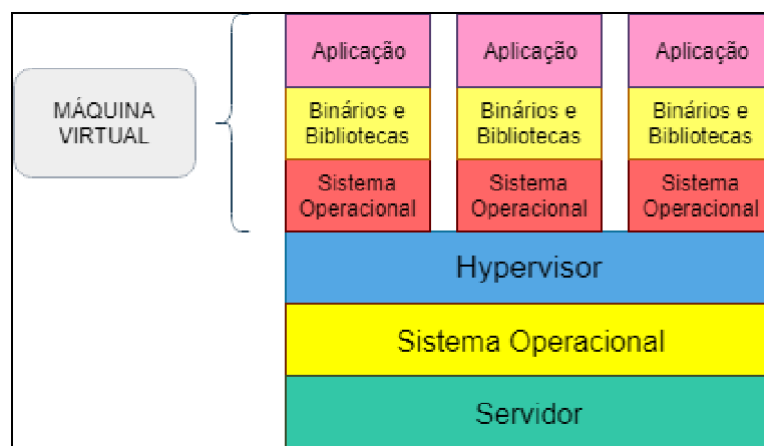 Aplicação Aplicação Aplicação
MÁQUINA
VIRTUAL
Binários e Binários e Binários e
Bibliotecas Bibliotecas Bibliotecas
Sistema Sistema Sistema
Operacional Operacional Operacional
Hypervisor
Sistema Operacional
Servidor